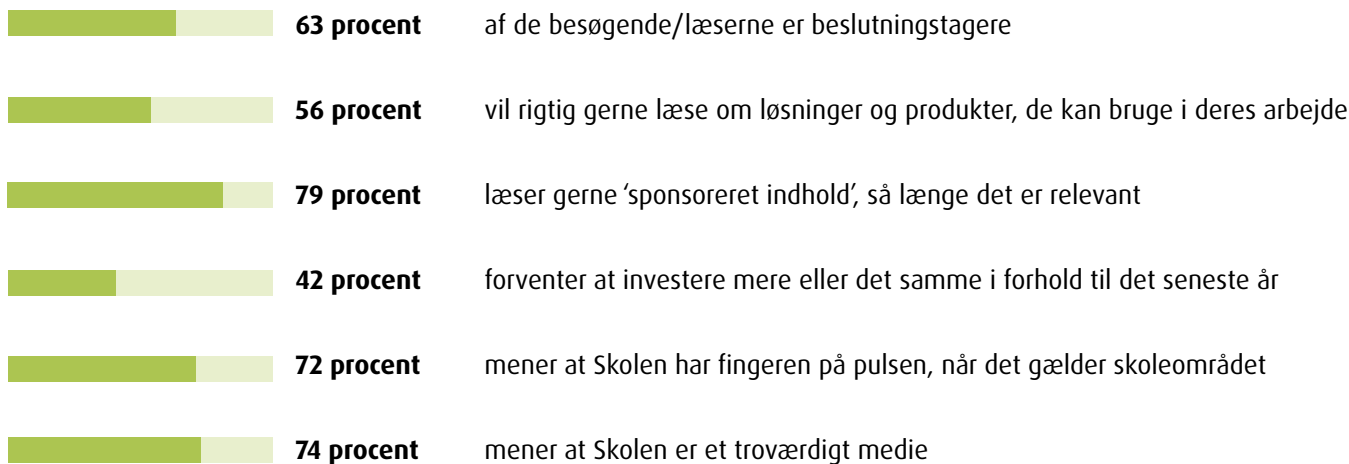 63 procent af de besøgende/læserne er beslutningstagere
56 procent vil rigtig gerne læse om løsninger og produkter, de kan bruge i deres arbejde
79 procent læser gerne ‘sponsoreret indhold’, så længe det er relevant
42 procent forventer at investere mere eller det samme i forhold til det seneste år
72 procent mener at Skolen har fingeren på pulsen, når det gælder skoleområdet
74 procent mener at Skolen er et troværdigt medie